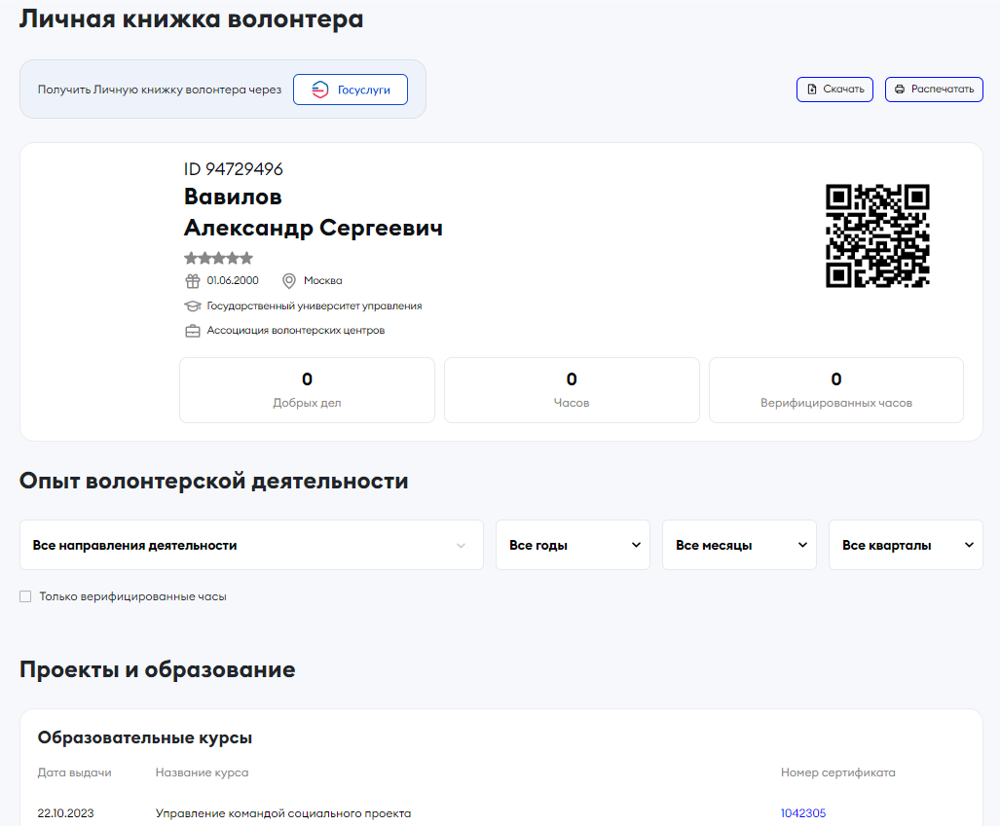 Личная книжка волонтера
Получить Личную книжку волонтера через
Госуслуги
Скачать
Распечатать
ID 94729496
Вавилов
Александр Сергеевич
01.06.2000
Москва
Государственный университет управления
Ассоциация волонтерских центров
0
Добрых дел
0
Часов
0
Верифицированных часов
Опыт волонтерской деятельности
Все направления деятельности
Все годы
Все месяцы
Все кварталы
Только верифицированные часы
Проекты и образование
Образовательные курсы
Дата выдачи
Название курса
Номер сертификата
22.10.2023
Управление командой социального проекта
1042305